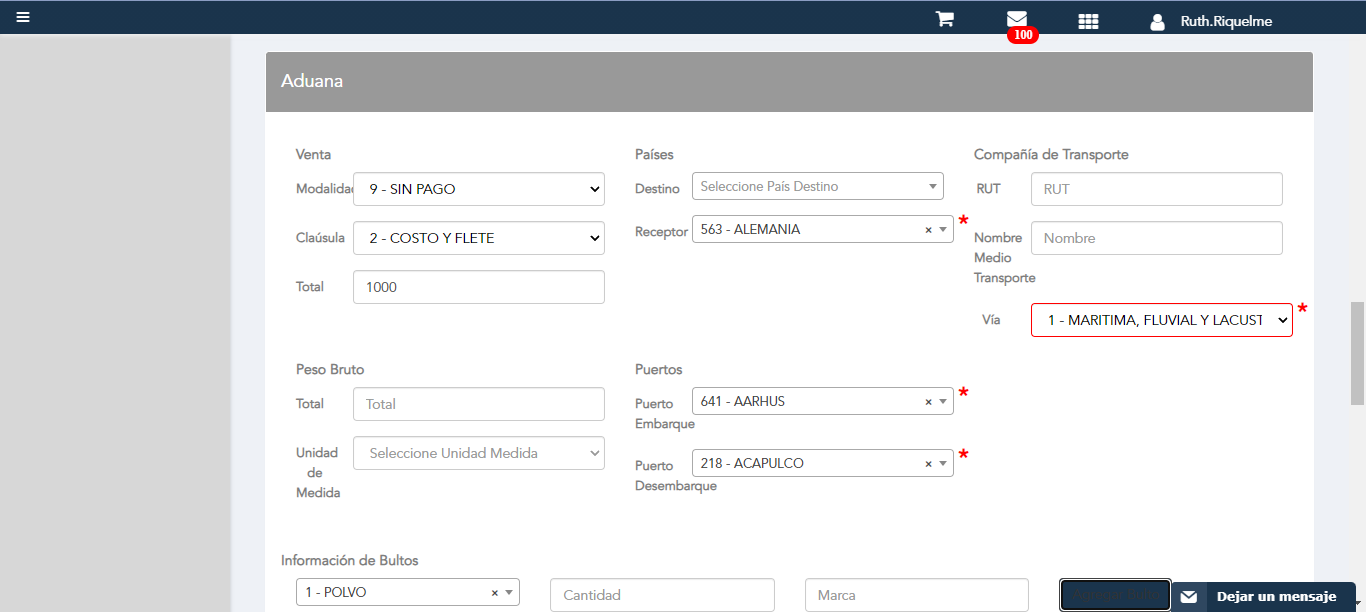 100
Ruth.Riquelme
Aduana
Venta
Modalidad
9 - SIN PAGO
Claúsula
2 - COSTO Y FLETE
Total
1000
Países
Destino
Seleccione País Destino
Receptor
563 - ALEMANIA × *
Compañía de Transporte
RUT
RUT
Nombre
Medio
Transporte
Nombre
Vía
1 - MARITIMA, FLUVIAL Y LACUST *
Peso Bruto
Total
Total
Unidad
de
Medida
Seleccione Unidad Medida
Puertos
Puerto
Embarque
641 - AARHUS × *
Puerto
Desembarque
218 - ACAPULCO × *
Información de Bultos
1 - POLVO ×
Cantidad
Marca
Dejar un mensaje